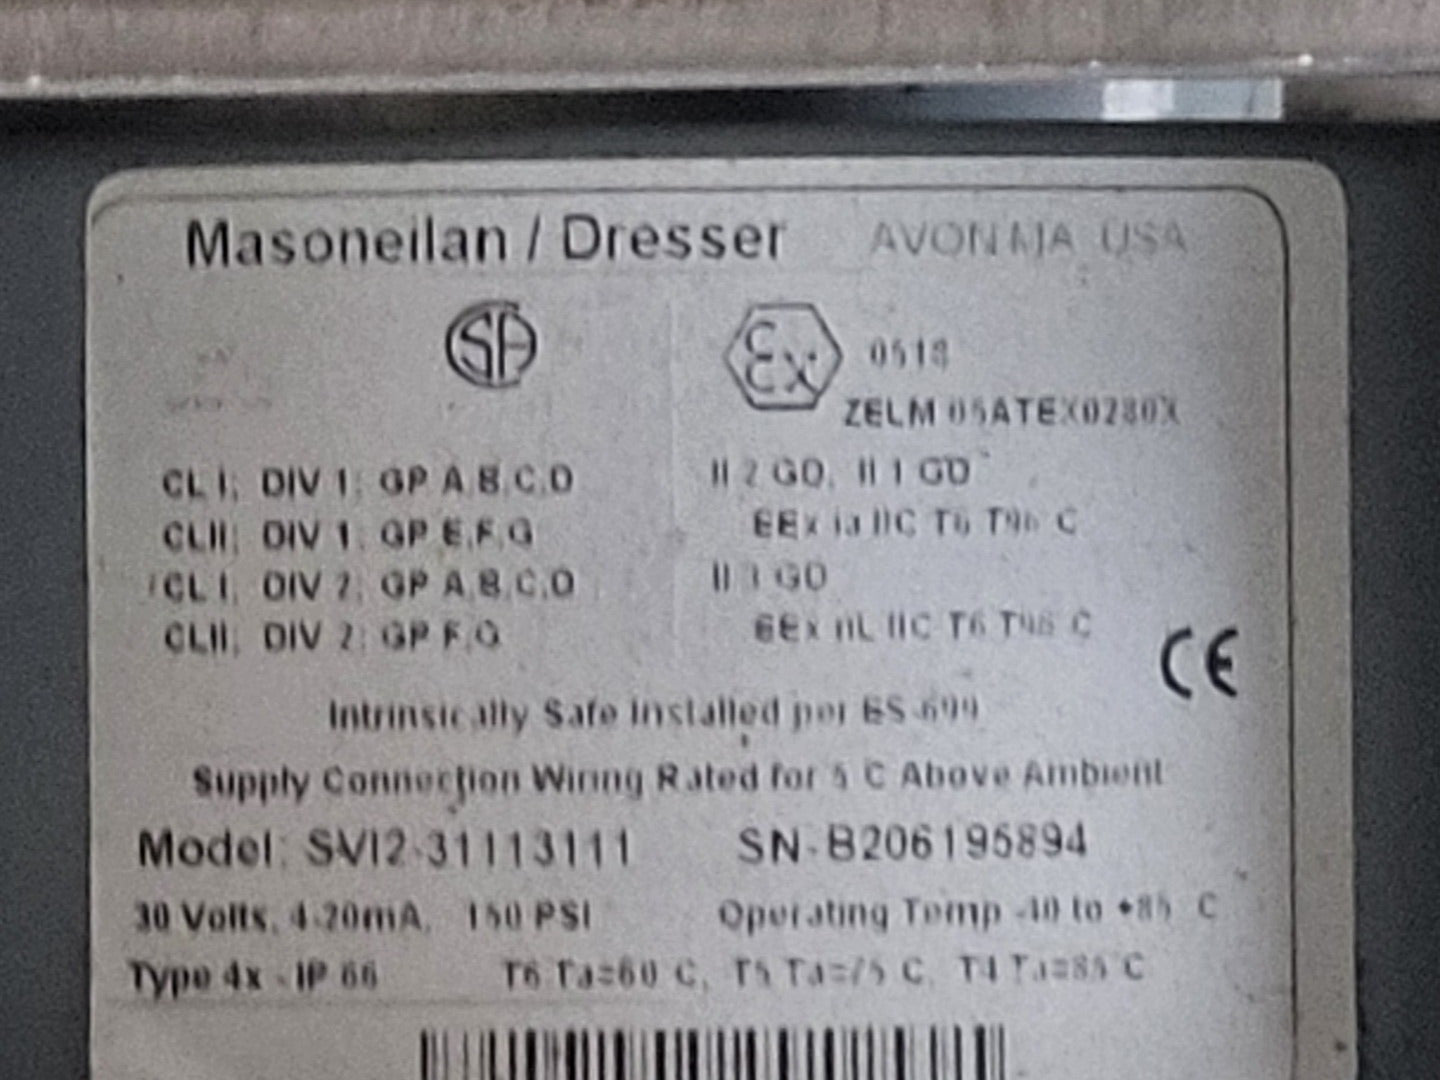 Masoneilan / Dresser AVON MA USA
SA
Ex 0518
ZELM 05ATEX0280X
CL I; DIV 1; GP A,B,C,D II 2 GD, II 1 GD
CLII; DIV 1; GP E,F,G EEx ia IIC T6 T96 C
CL I; DIV 2; GP A,B,C,D II 3 GD
CLII; DIV 2; GP F,G EEx nL IIC T6 T96 C
CE
Intrinsically Safe Installed per ES-699
Supply Connection Wiring Rated for 5 C Above Ambient
Model: SVI2-31113111 SN-B206195894
30 Volts, 4-20mA, 150 PSI Operating Temp -40 to +85 C
Type 4x - IP 66 T6 Ta=60 C, T5 Ta=75 C, T4 Ta=85 C